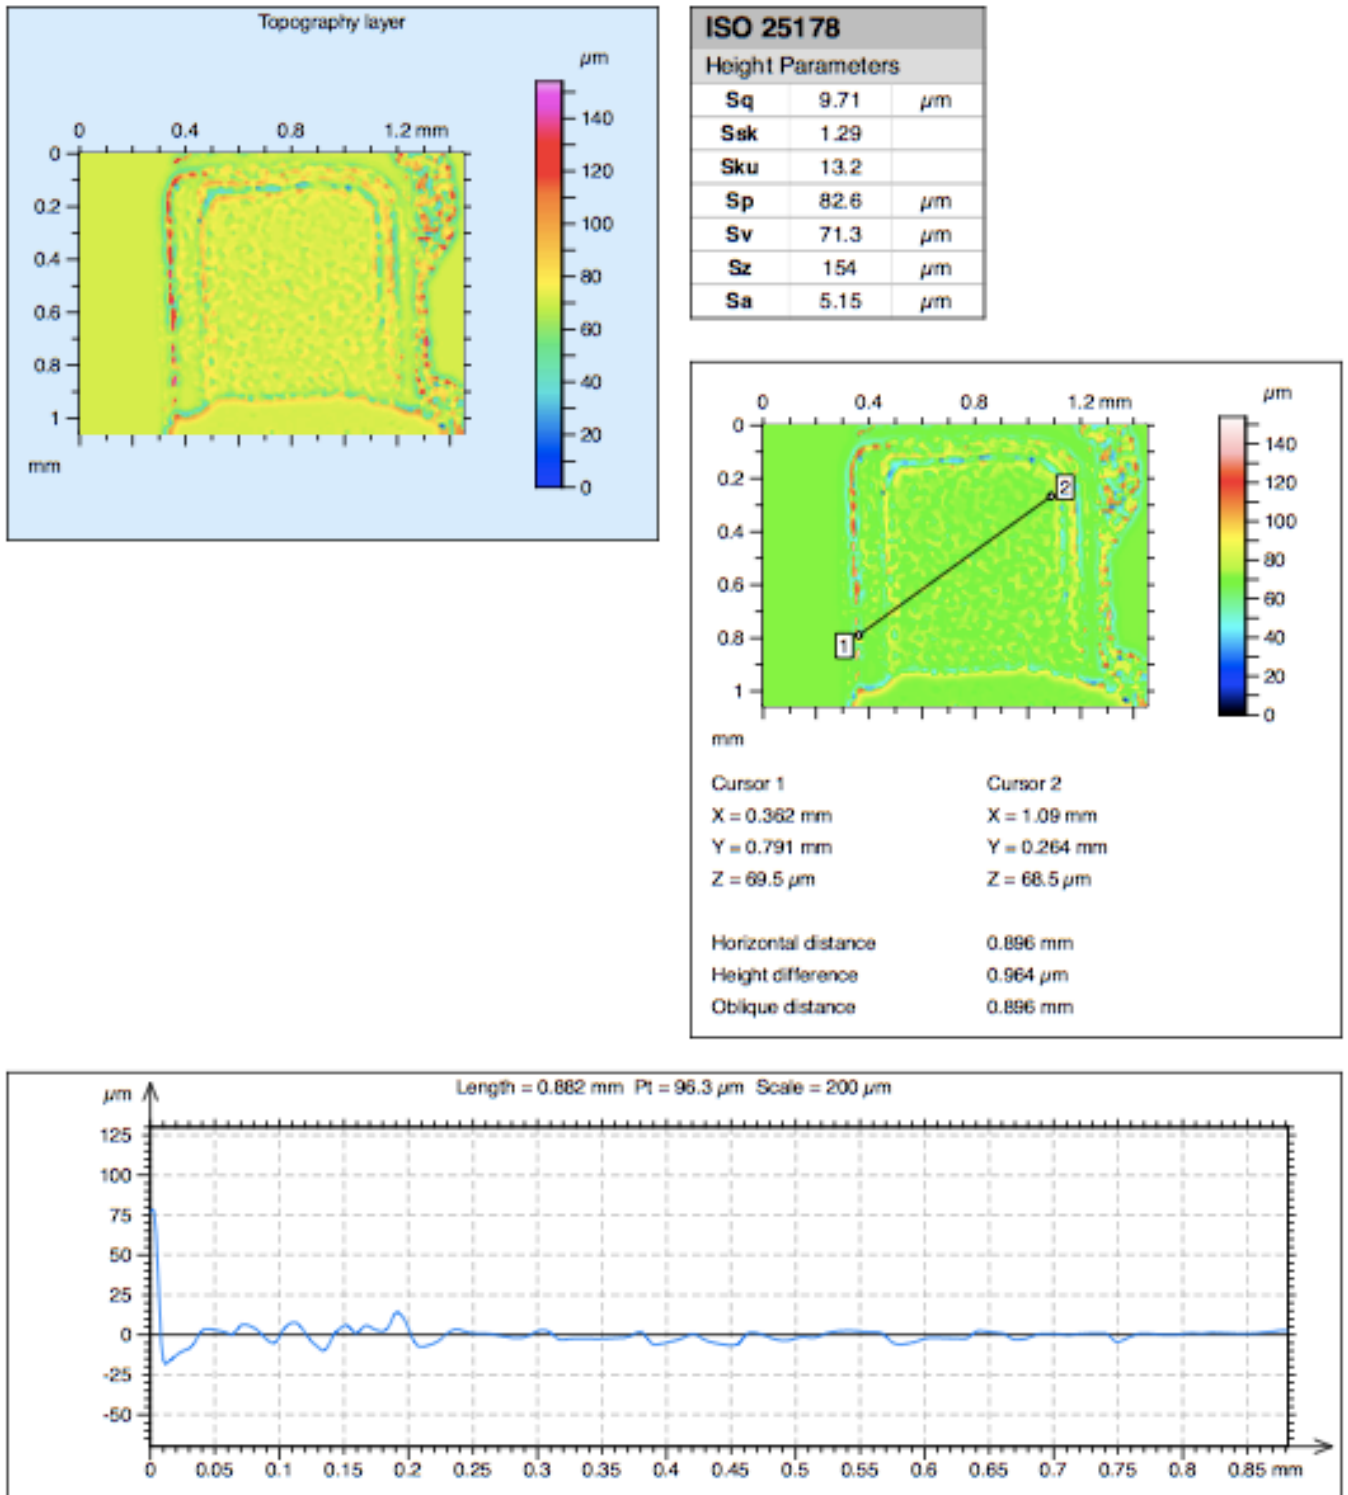 Topography layer
µm
0 0.4 0.8 1.2 mm
0
0.2
0.4
0.6
0.8
1
mm
140
120
100
80
60
40
20
0
ISO 25178
Height Parameters
Sq 9.71 µm
Ssk 1.29
Sku 13.2
Sp 82.6 µm
Sv 71.3 µm
Sz 154 µm
Sa 5.15 µm
µm
0 0.4 0.8 1.2 mm
0
0.2
0.4
0.6
0.8
1
mm
2
1
140
120
100
80
60
40
20
0
Cursor 1 Cursor 2
X = 0.362 mm X = 1.09 mm
Y = 0.791 mm Y = 0.264 mm
Z = 69.5 µm Z = 68.5 µm
Horizontal distance 0.896 mm
Height difference 0.964 µm
Oblique distance 0.896 mm
µm Length = 0.882 mm Pt = 96.3 µm Scale = 200 µm
125
100
75
50
25
0
-25
-50
0 0.05 0.1 0.15 0.2 0.25 0.3 0.35 0.4 0.45 0.5 0.55 0.6 0.65 0.7 0.75 0.8 0.85 mm